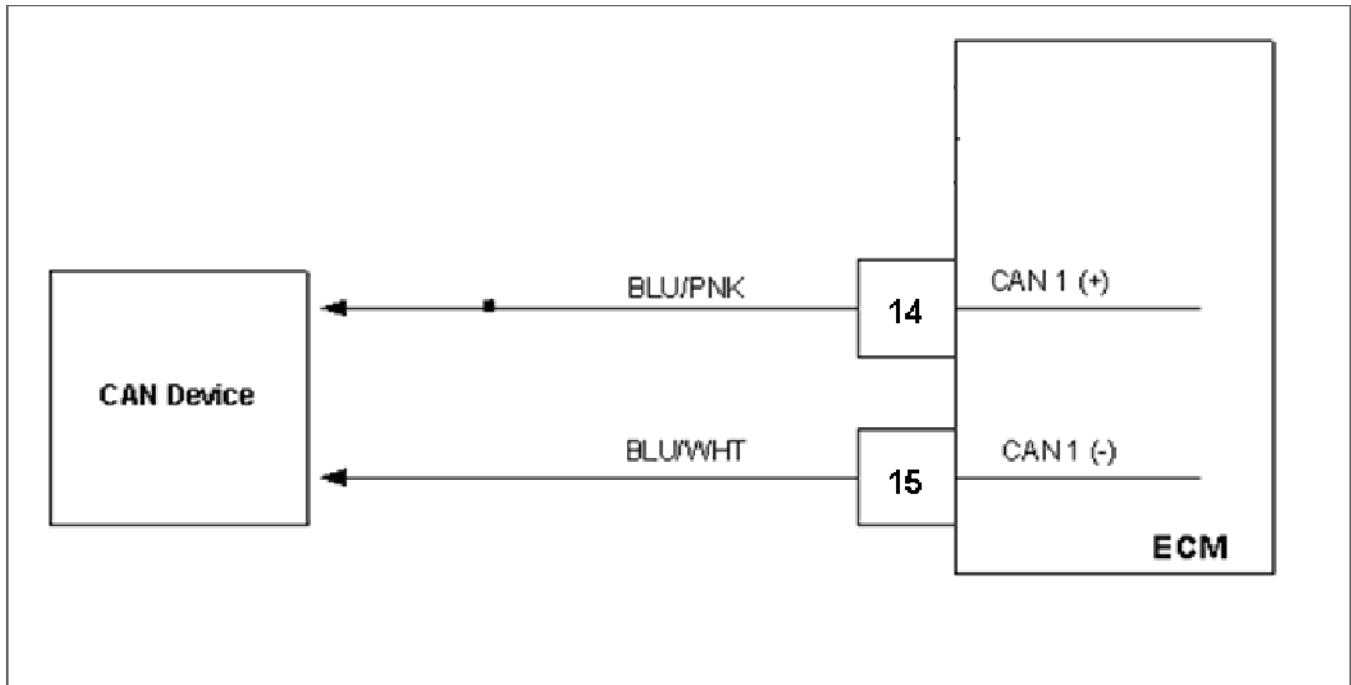 BLU/PNK
14
CAN 1 (+)
CAN Device
BLU/WHT
15
CAN 1 (-)
ECM